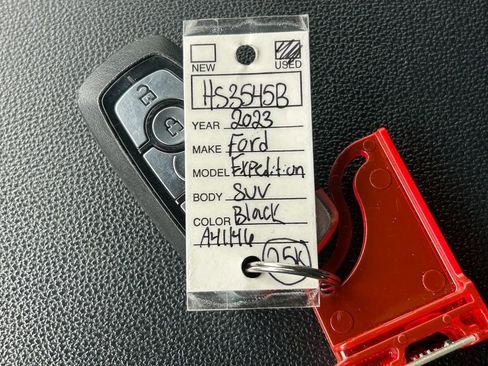 NEW USED
HS3545B
YEAR 2023
MAKE Ford
MODEL Expedition
BODY SUV
COLOR Black
A41146
25K